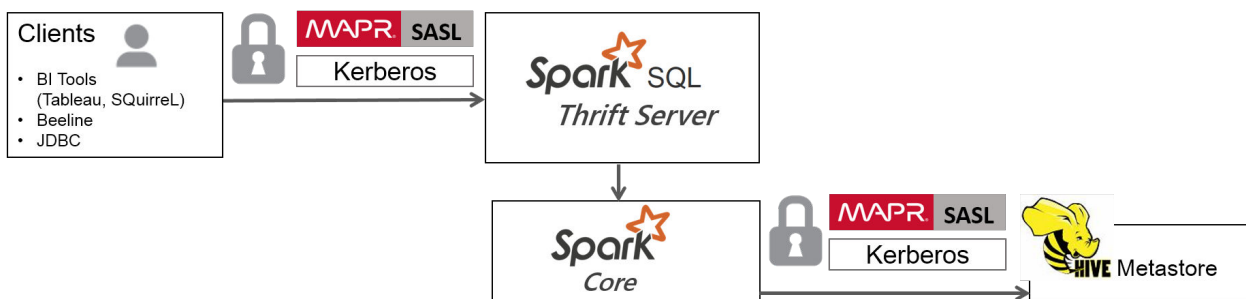 Clients
• BI Tools
(Tableau, SQuirreL)
• Beeline
• JDBC
MAPR. SASL
Kerberos
Spark SQL
Thrift Server
Spark
Core
MAPR. SASL
Kerberos
HIVE Metastore